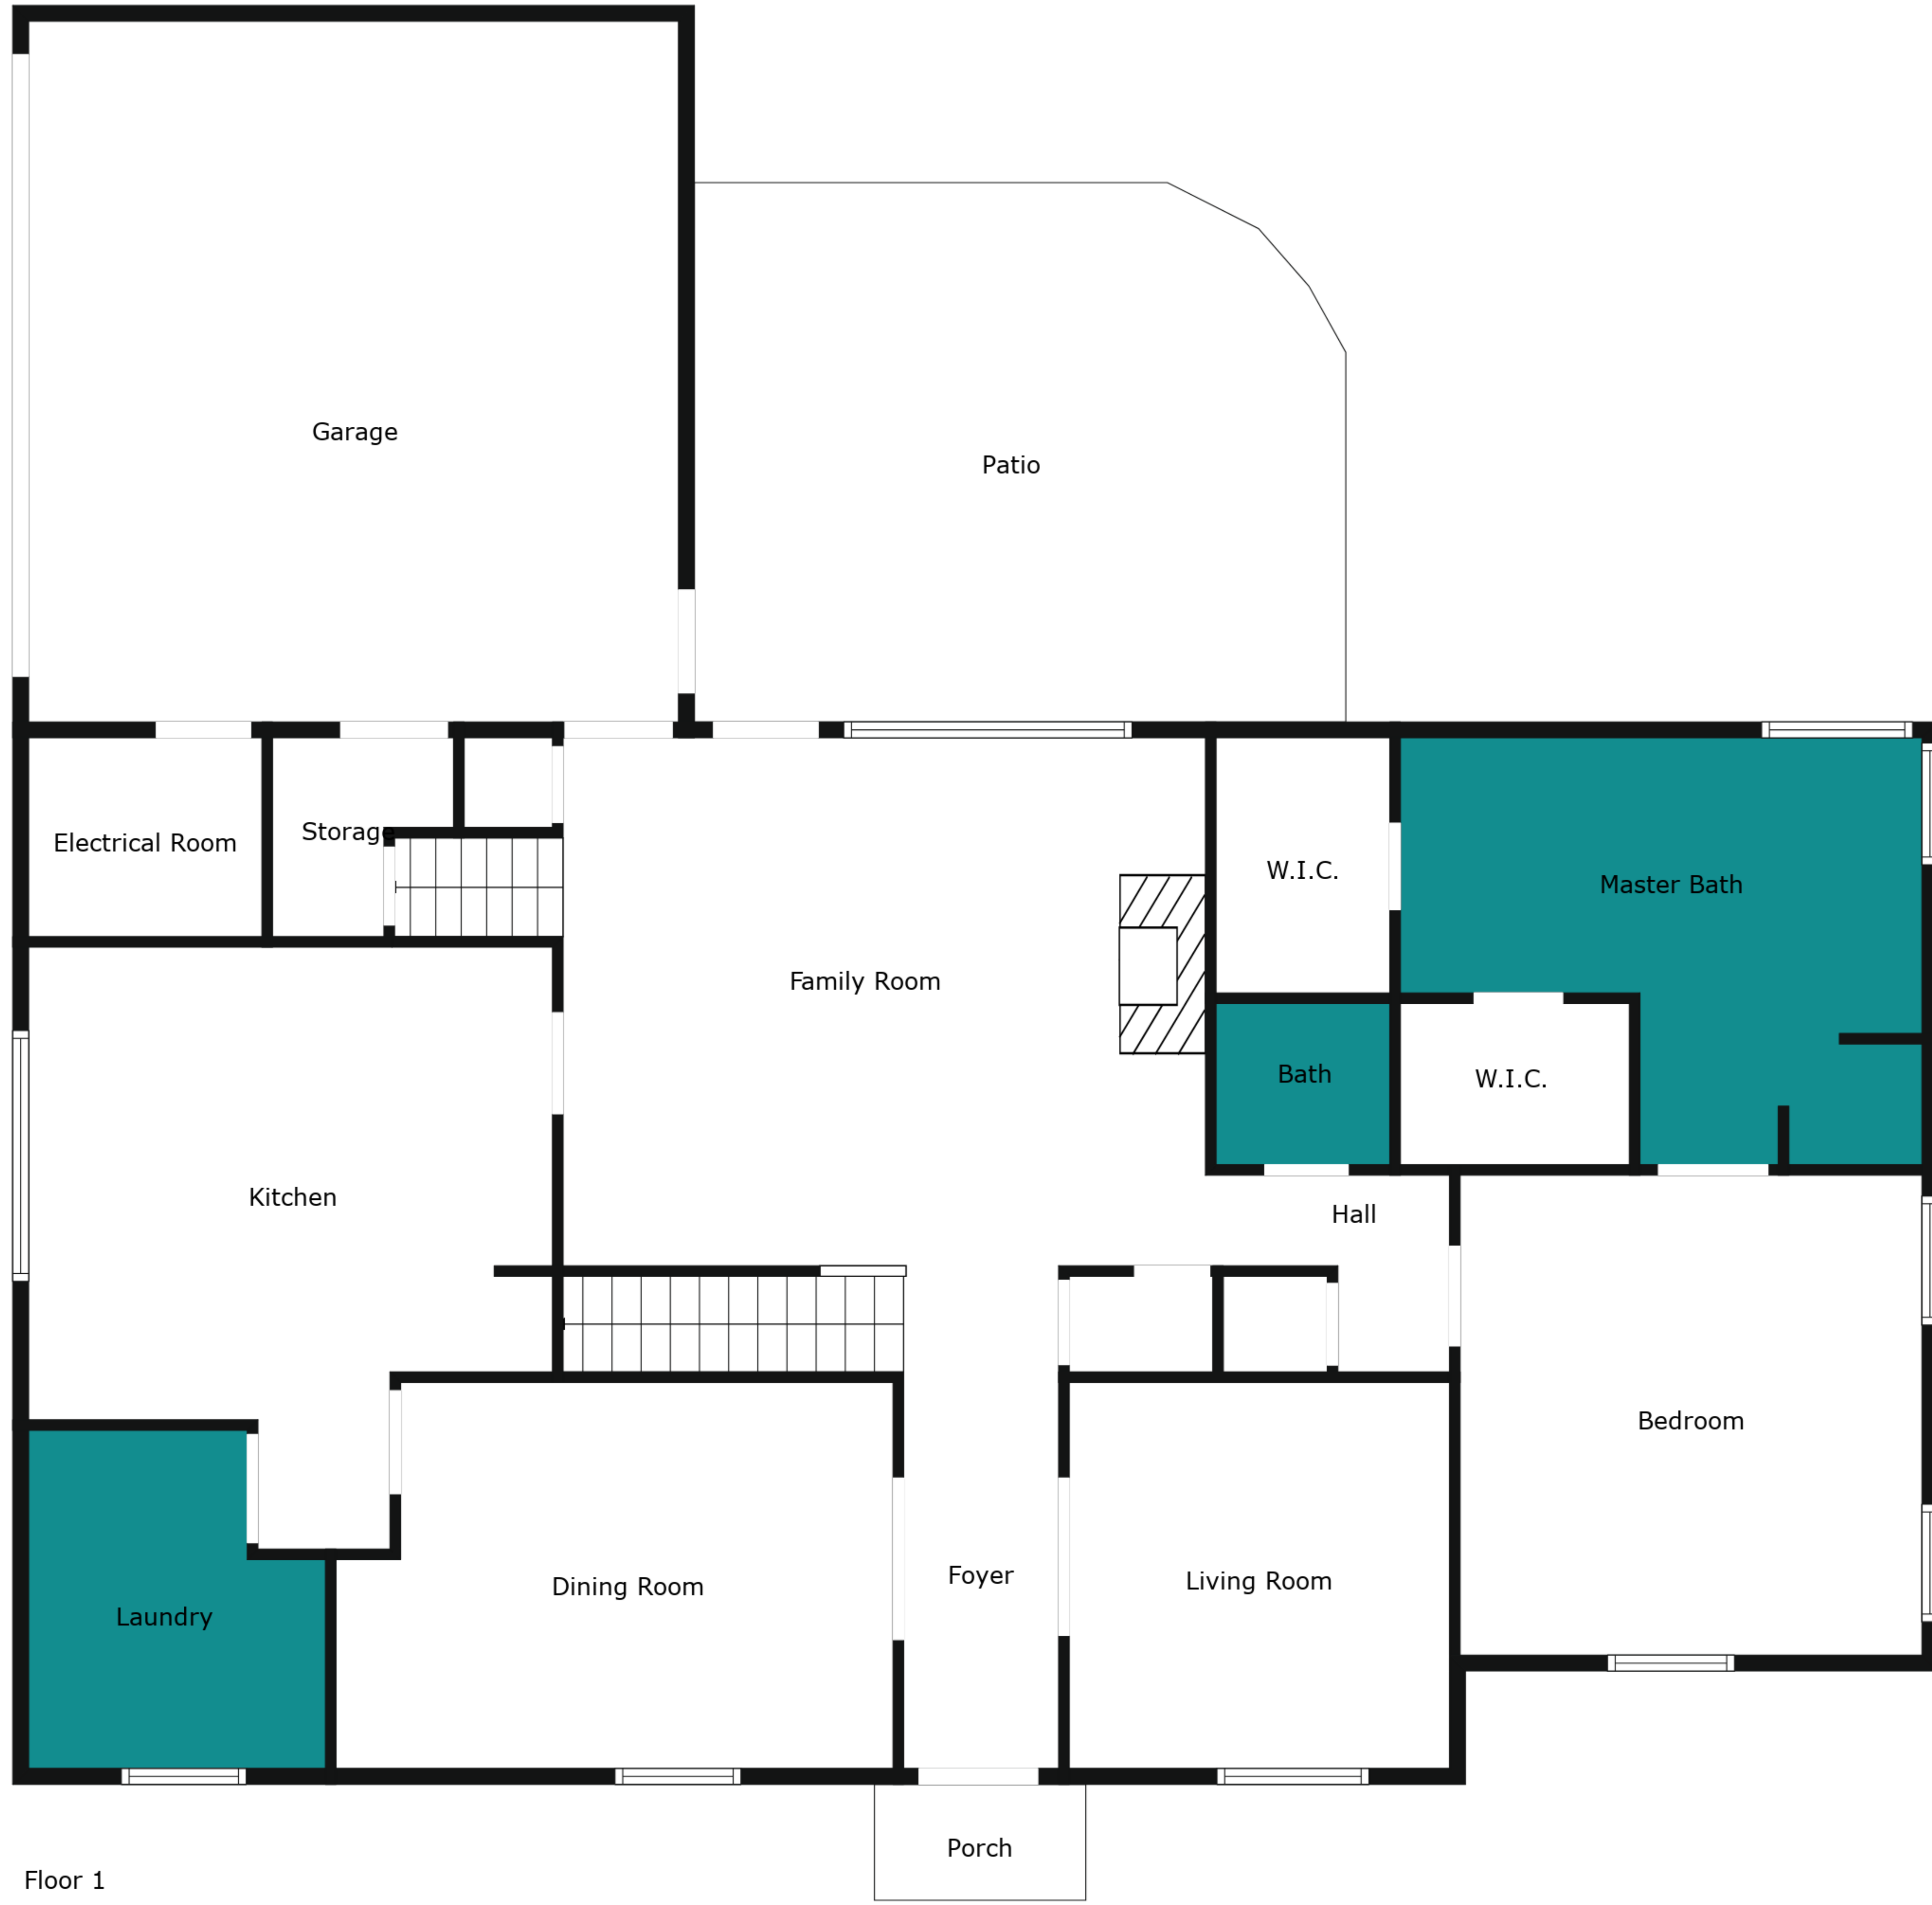 Garage
Patio
Electrical Room
Storage
W.I.C.
Master Bath
Family Room
Bath
W.I.C.
Kitchen
Hall
Bedroom
Laundry
Dining Room
Foyer
Living Room
Porch
Floor 1